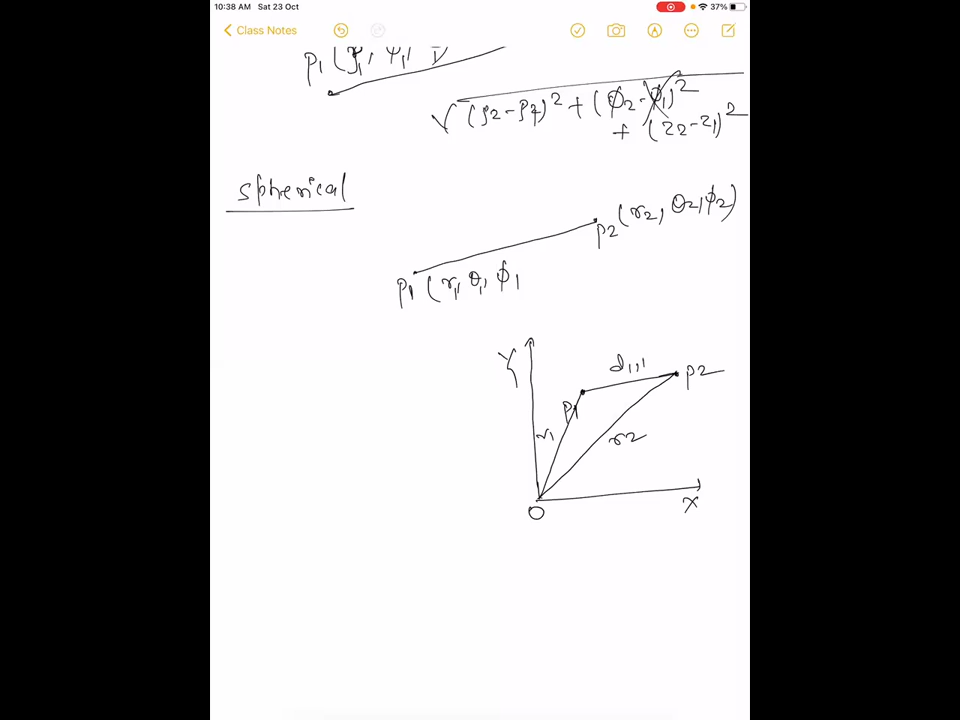 10:38 AM Sat 23 Oct 37%
Class Notes
P1 (ρ1, φ1,
√(ρ2-ρ1)² + (φ2-φ1)²
+ (z2-z1)²
Spherical
P2 (r2, θ2, φ2)
P1 (r1, θ1, φ1
Y
d
P2
P1
r1
r2
X
O